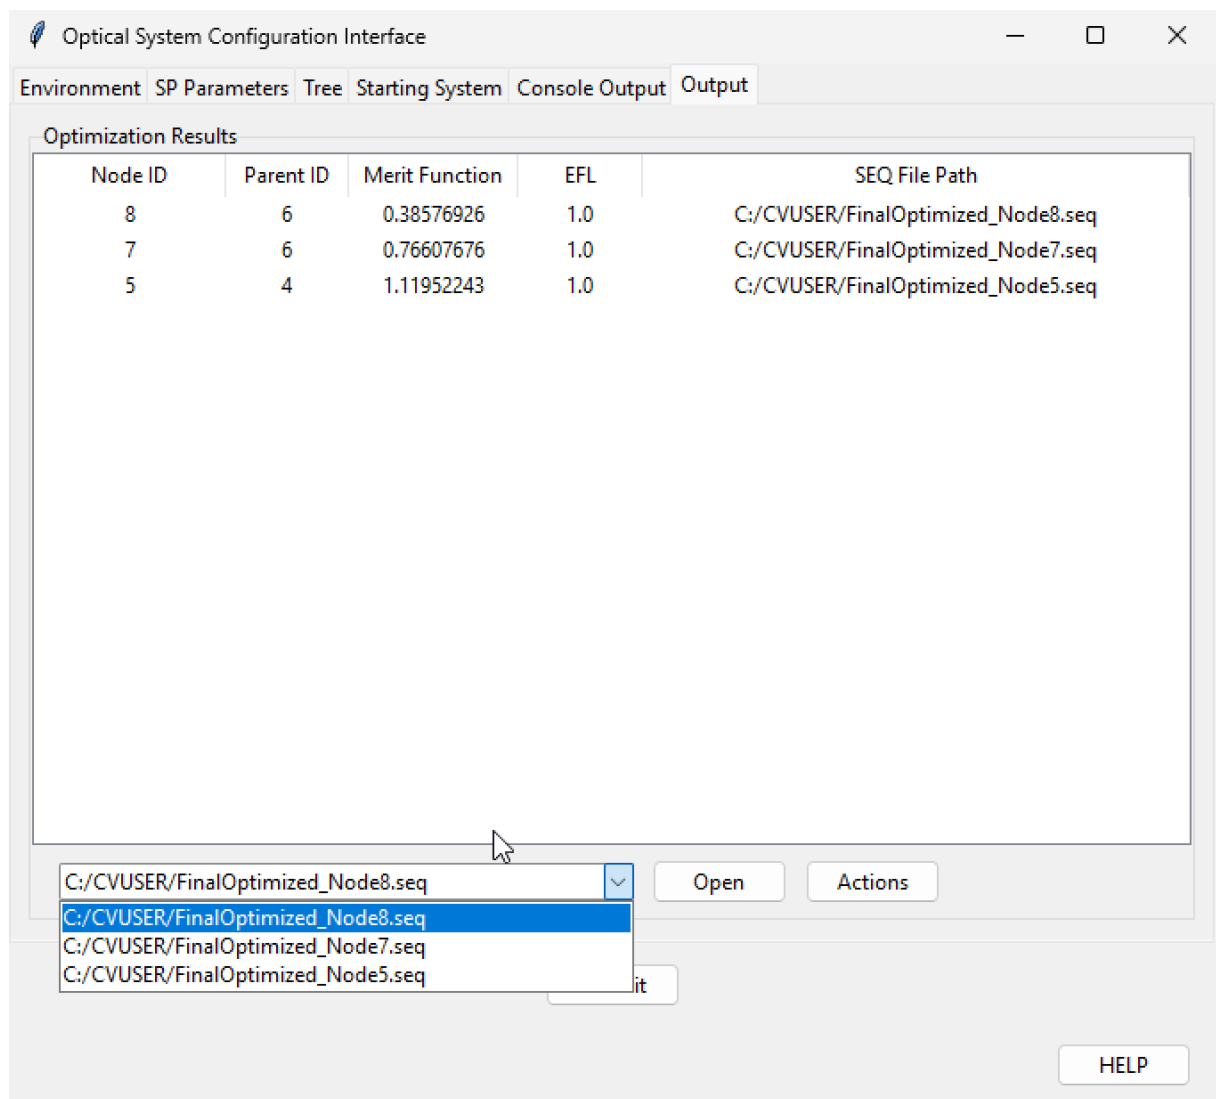 Optical System Configuration Interface
Environment SP Parameters Tree Starting System Console Output Output
Optimization Results
Node ID Parent ID Merit Function EFL SEQ File Path
8 6 0.38576926 1.0 C:/CVUSER/FinalOptimized_Node8.seq
7 6 0.76607676 1.0 C:/CVUSER/FinalOptimized_Node7.seq
5 4 1.11952243 1.0 C:/CVUSER/FinalOptimized_Node5.seq
C:/CVUSER/FinalOptimized_Node8.seq Open Actions
C:/CVUSER/FinalOptimized_Node8.seq
C:/CVUSER/FinalOptimized_Node7.seq
C:/CVUSER/FinalOptimized_Node5.seq
HELP